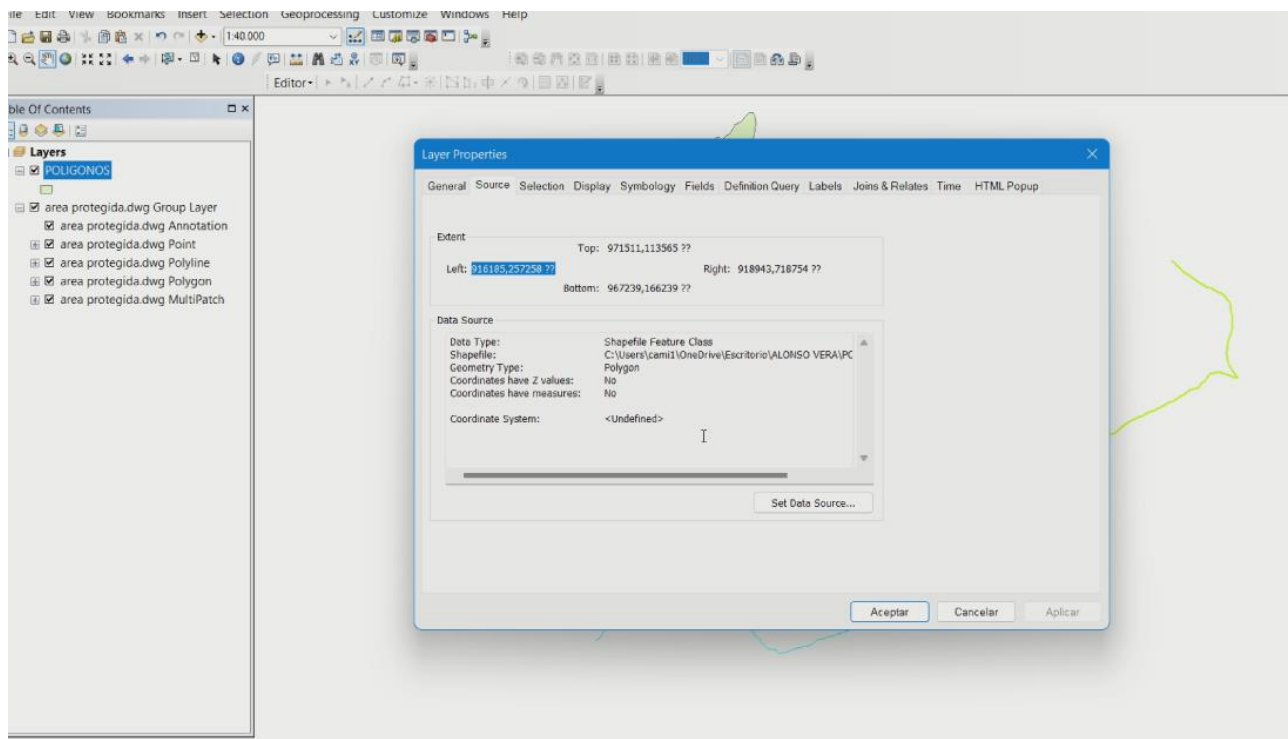 ile Edit View Bookmarks Insert Selection Geoprocessing Customize Windows Help
1:40.000
Editor
ble Of Contents
Layers
POLIGONOS
area protegida.dwg Group Layer
area protegida.dwg Annotation
area protegida.dwg Point
area protegida.dwg Polyline
area protegida.dwg Polygon
area protegida.dwg MultiPatch
Layer Properties
General Source Selection Display Symbology Fields Definition Query Labels Joins & Relates Time HTML Popup
Extent
Top: 971511,113565 ??
Left: 916185,257258 ?? Right: 918943,718754 ??
Bottom: 967239,166239 ??
Data Source
Data Type: Shapefile Feature Class
Shapefile: C:\Users\cami1\OneDrive\Escritorio\ALONSO VERA\PC
Geometry Type: Polygon
Coordinates have Z values: No
Coordinates have measures: No
Coordinate System: <Undefined>
Set Data Source...
Aceptar Cancelar Aplicar